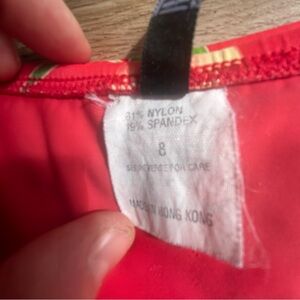 81% NYLON
19% SPANDEX
8
SEE REVERSE FOR CARE
MADE IN HONG KONG